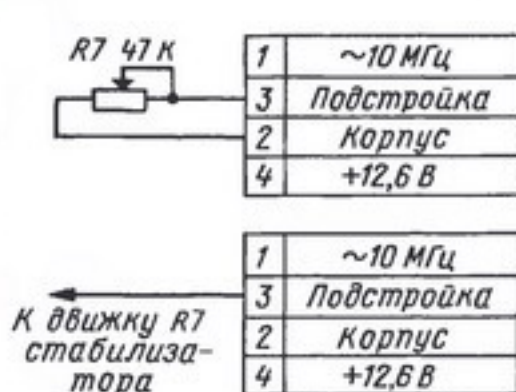 R7 47 К
1 ~10 МГц
3 Подстройка
2 Корпус
4 +12,6 В
1 ~10 МГц
3 Подстройка
2 Корпус
4 +12,6 В
К движку R7
стабилиза-
тора